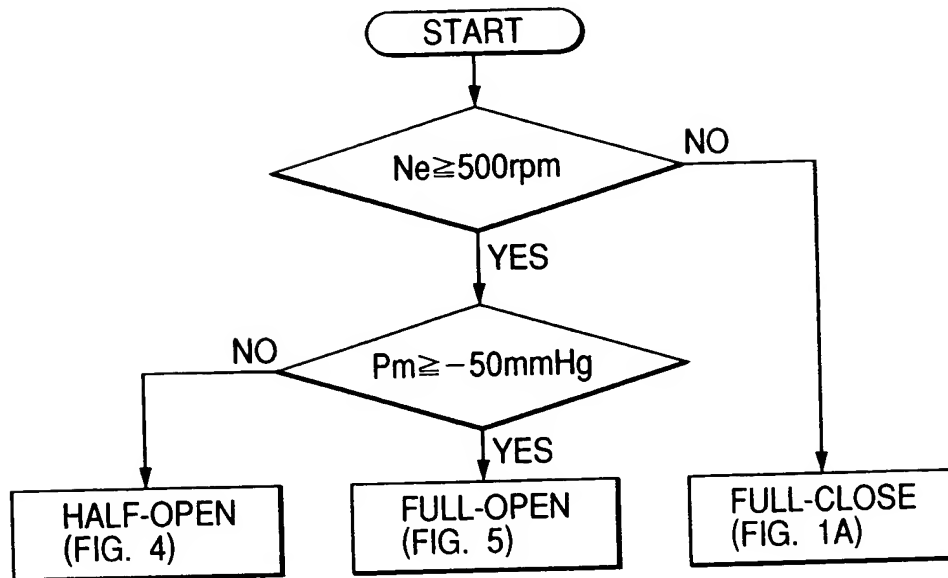 START
Ne≧500rpm
NO
YES
NO
Pm≧−50mmHg
YES
HALF-OPEN
(FIG. 4)
FULL-OPEN
(FIG. 5)
FULL-CLOSE
(FIG. 1A)